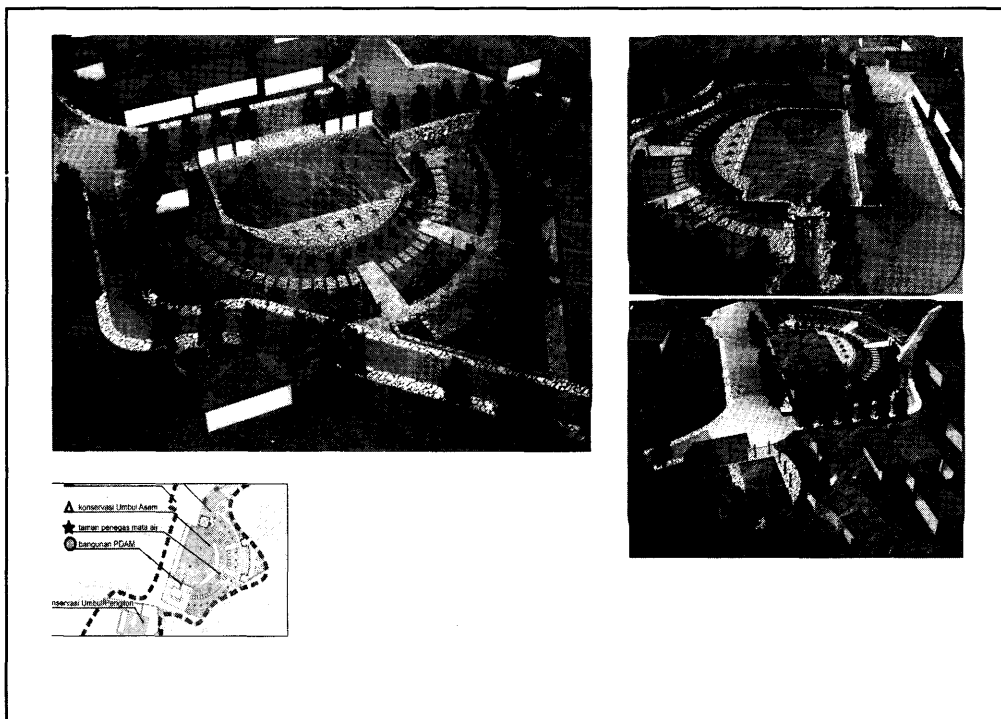 konservasi Umbul Asem
taman penegas mata air
bangunan PDAM
nservasi Umbul Pengilon